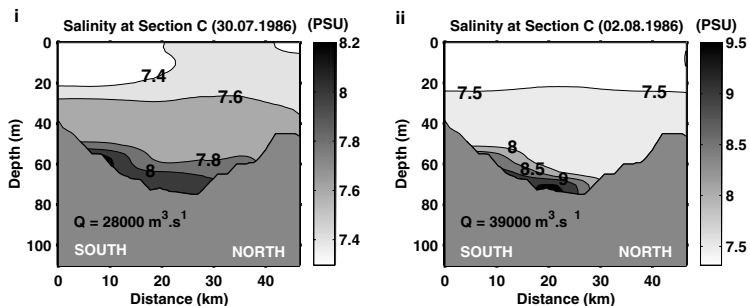 i
Salinity at Section C (30.07.1986) (PSU)
0
20
40
60
80
100
Depth (m)
7.4
7.6
7.8
8
Q = 28000 m³.s¹
SOUTH NORTH
0 10 20 30 40
Distance (km)
8.2
8
7.8
7.6
7.4
ii
Salinity at Section C (02.08.1986) (PSU)
0
20
40
60
80
100
Depth (m)
7.5 7.5
8
8.5
9
Q = 39000 m³.s ¹
SOUTH NORTH
0 10 20 30 40
Distance (km)
9.5
9
8.5
8
7.5